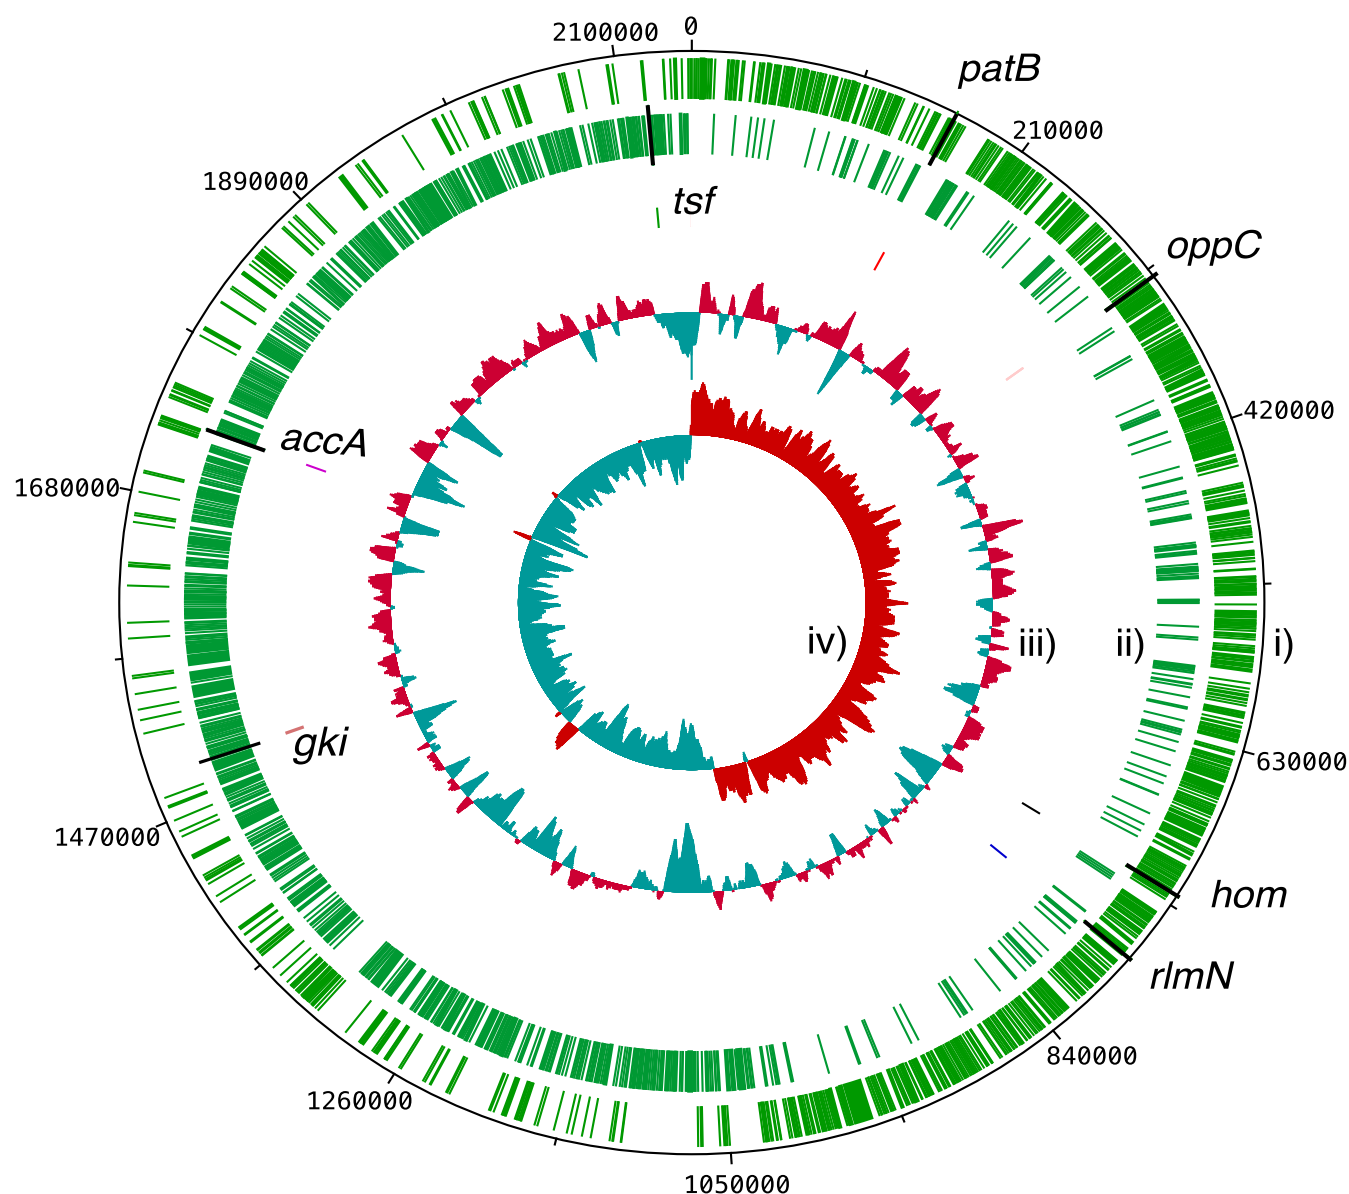 0
2100000
patB
210000
1890000
tsf
oppC
420000
accA
1680000
iv)
iii)
ii)
i)
gki
630000
1470000
hom
rlmN
840000
1260000
1050000